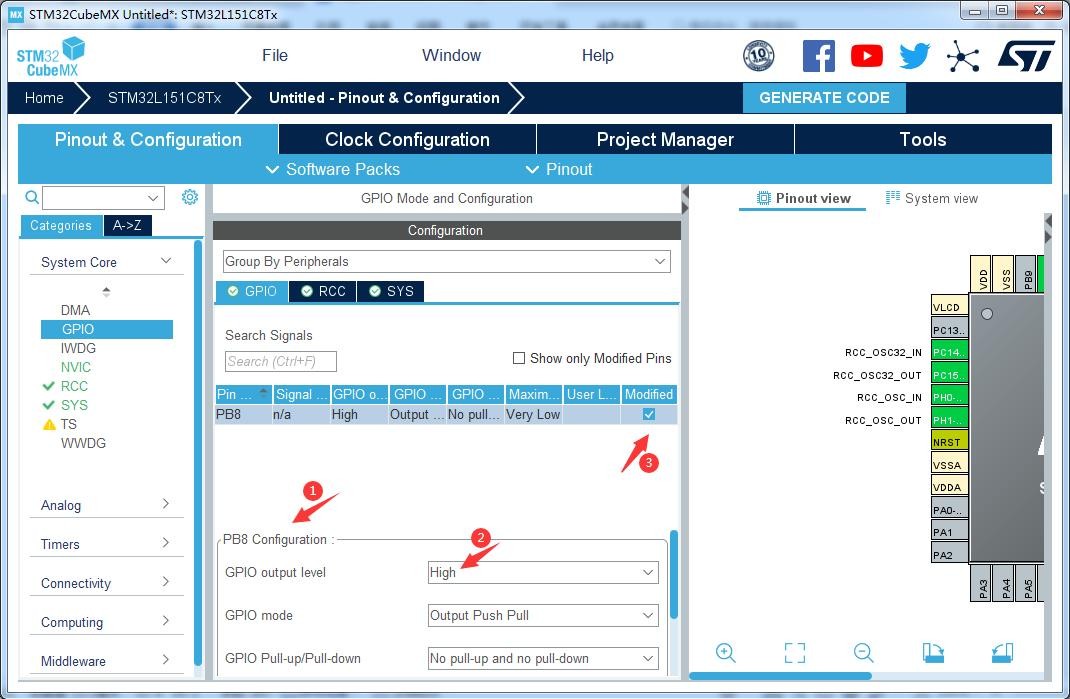 MX STM32CubeMX Untitled*: STM32L151C8Tx
STM32
CubeMX
File
Window
Help
10
ST
Home
STM32L151C8Tx
Untitled - Pinout & Configuration
GENERATE CODE
Pinout & Configuration
Clock Configuration
Project Manager
Tools
Software Packs
Pinout
Categories
A->Z
System Core
DMA
GPIO
IWDG
NVIC
RCC
SYS
TS
WWDG
Analog
Timers
Connectivity
Computing
Middleware
GPIO Mode and Configuration
Configuration
Group By Peripherals
GPIO
RCC
SYS
Search Signals
Search (Ctrl+F)
Show only Modified Pins
Pin ... Signal ... GPIO o... GPIO ... GPIO ... Maxim... User L... Modified
PB8 n/a High Output ... No pull... Very Low
3
1
PB8 Configuration :
2
GPIO output level High
GPIO mode Output Push Pull
GPIO Pull-up/Pull-down No pull-up and no pull-down
Pinout view
System view
VDD
VSS
PB9
VLCD
PC13..
RCC_OSC32_IN PC14..
RCC_OSC32_OUT PC15..
RCC_OSC_IN PH0-..
RCC_OSC_OUT PH1-..
NRST
VSSA
VDDA
PA0-..
PA1
PA2
PA3
PA4
PA5